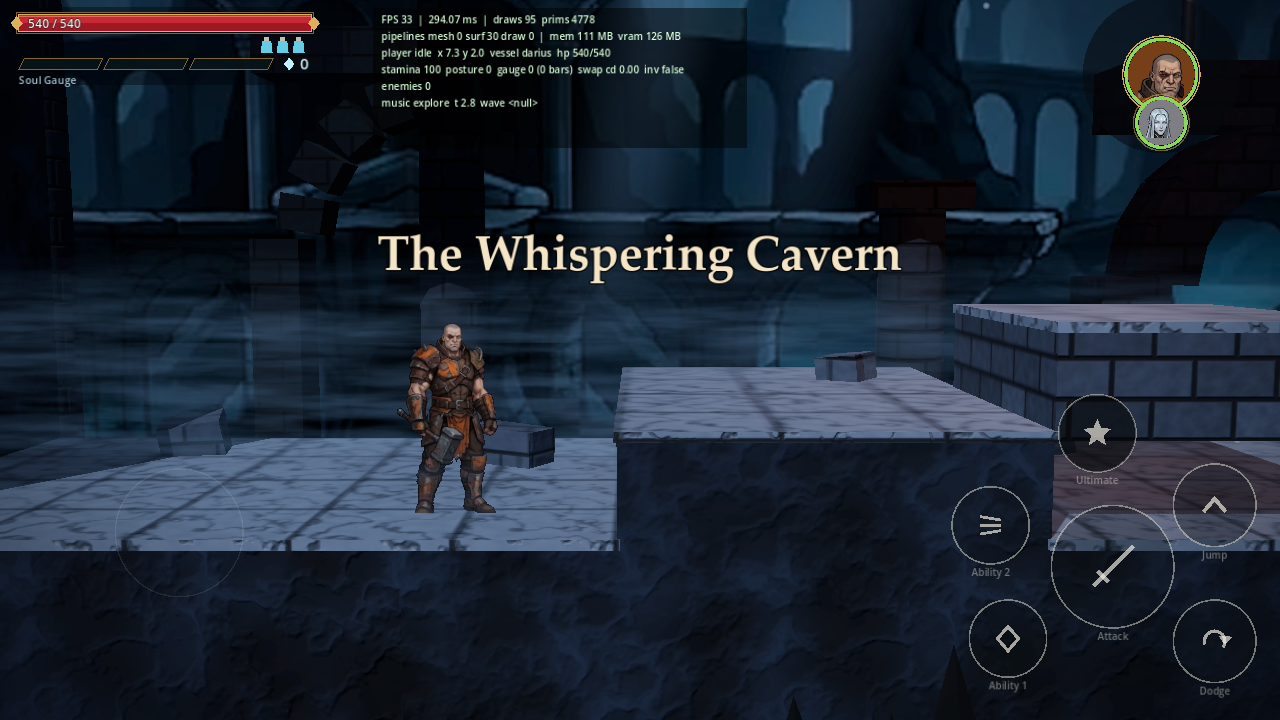 540 / 540
0
Soul Gauge
FPS 33 | 294.07 ms | draws 95 prims 4778
pipelines mesh 0 surf 30 draw 0 | mem 111 MB vram 126 MB
player idle x 7.3 y 2.0 vessel darius hp 540/540
stamina 100 posture 0 gauge 0 (0 bars) swap cd 0.00 inv false
enemies 0
music explore t 2.8 wave <null>
The Whispering Cavern
Ultimate
Jump
Ability 2
Attack
Ability 1
Dodge